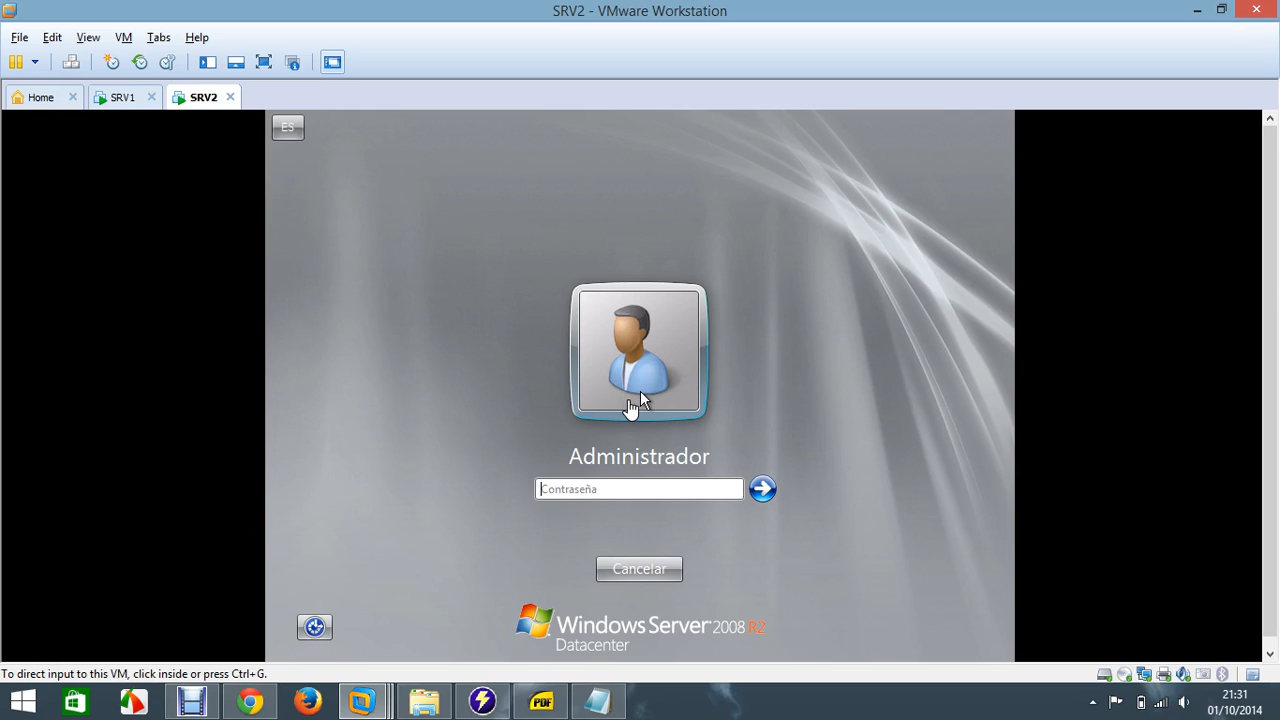 SRV2 - VMware Workstation
File Edit View VM Tabs Help
Home SRV1 SRV2
ES
Administrador
Contraseña
Cancelar
Windows Server 2008 R2
Datacenter
To direct input to this VM, click inside or press Ctrl+G.
PDF
21:31
01/10/2014